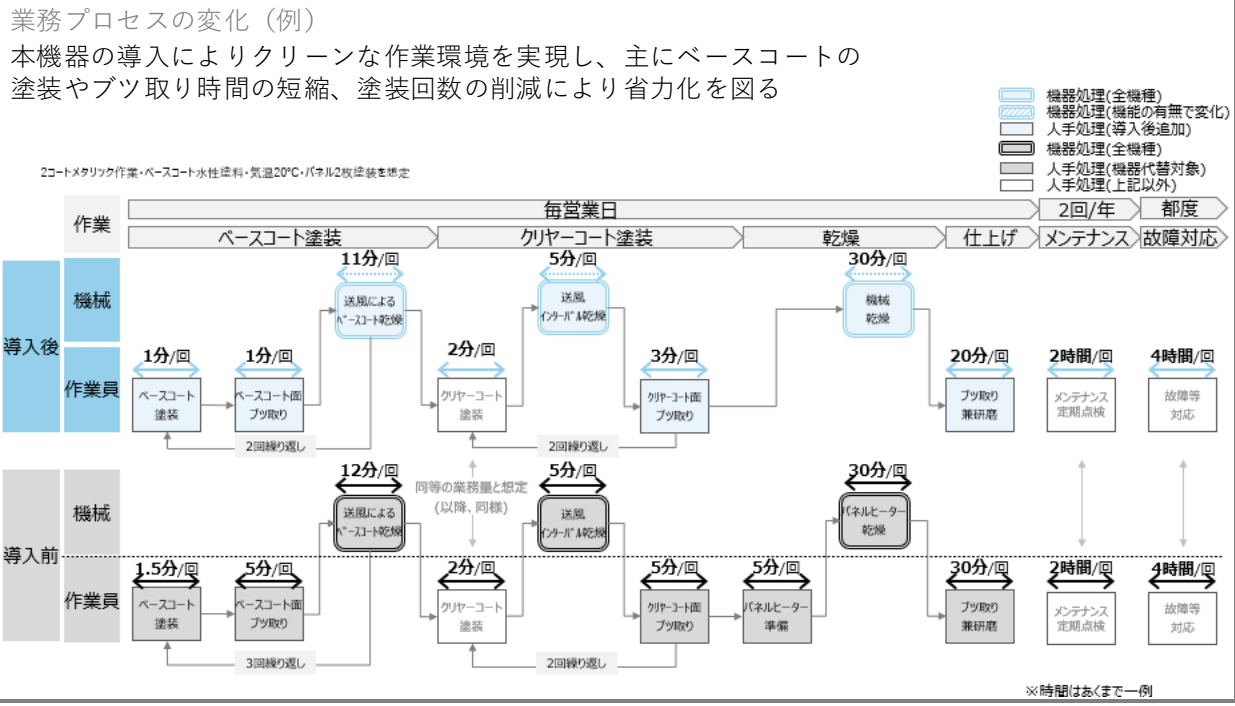 業務プロセスの変化（例）
本機器の導入によりクリーンな作業環境を実現し、主にベースコートの
塗装やブツ取り時間の短縮、塗装回数の削減により省力化を図る
機器処理(全機種)
機器処理(機能の有無で変化)
人手処理(導入後追加)
機器処理(全機種)
人手処理(機器代替対象)
人手処理(上記以外)
2コートメタリック作業・ベースコート水性塗料・気温20℃・パネル2枚塗装を想定
作業
毎営業日
2回/年
都度
ベースコート塗装
クリヤーコート塗装
乾燥
仕上げ
メンテナンス
故障対応
導入後
機械
11分/回
送風による
ベースコート乾燥
5分/回
送風
インターバル乾燥
30分/回
機械
乾燥
作業員
1分/回
ベースコート
塗装
1分/回
ベースコート面
ブツ取り
2分/回
クリヤーコート
塗装
3分/回
クリヤーコート面
ブツ取り
20分/回
ブツ取り
兼研磨
2時間/回
メンテナンス
定期点検
4時間/回
故障等
対応
2回繰り返し
2回繰り返し
同等の業務量と想定
(以降、同様)
導入前
機械
12分/回
送風による
ベースコート乾燥
5分/回
送風
インターバル乾燥
30分/回
パネルヒーター
乾燥
作業員
1.5分/回
ベースコート
塗装
5分/回
ベースコート面
ブツ取り
2分/回
クリヤーコート
塗装
5分/回
クリヤーコート面
ブツ取り
5分/回
パネルヒーター
準備
30分/回
ブツ取り
兼研磨
2時間/回
メンテナンス
定期点検
4時間/回
故障等
対応
3回繰り返し
2回繰り返し
※時間はあくまで一例